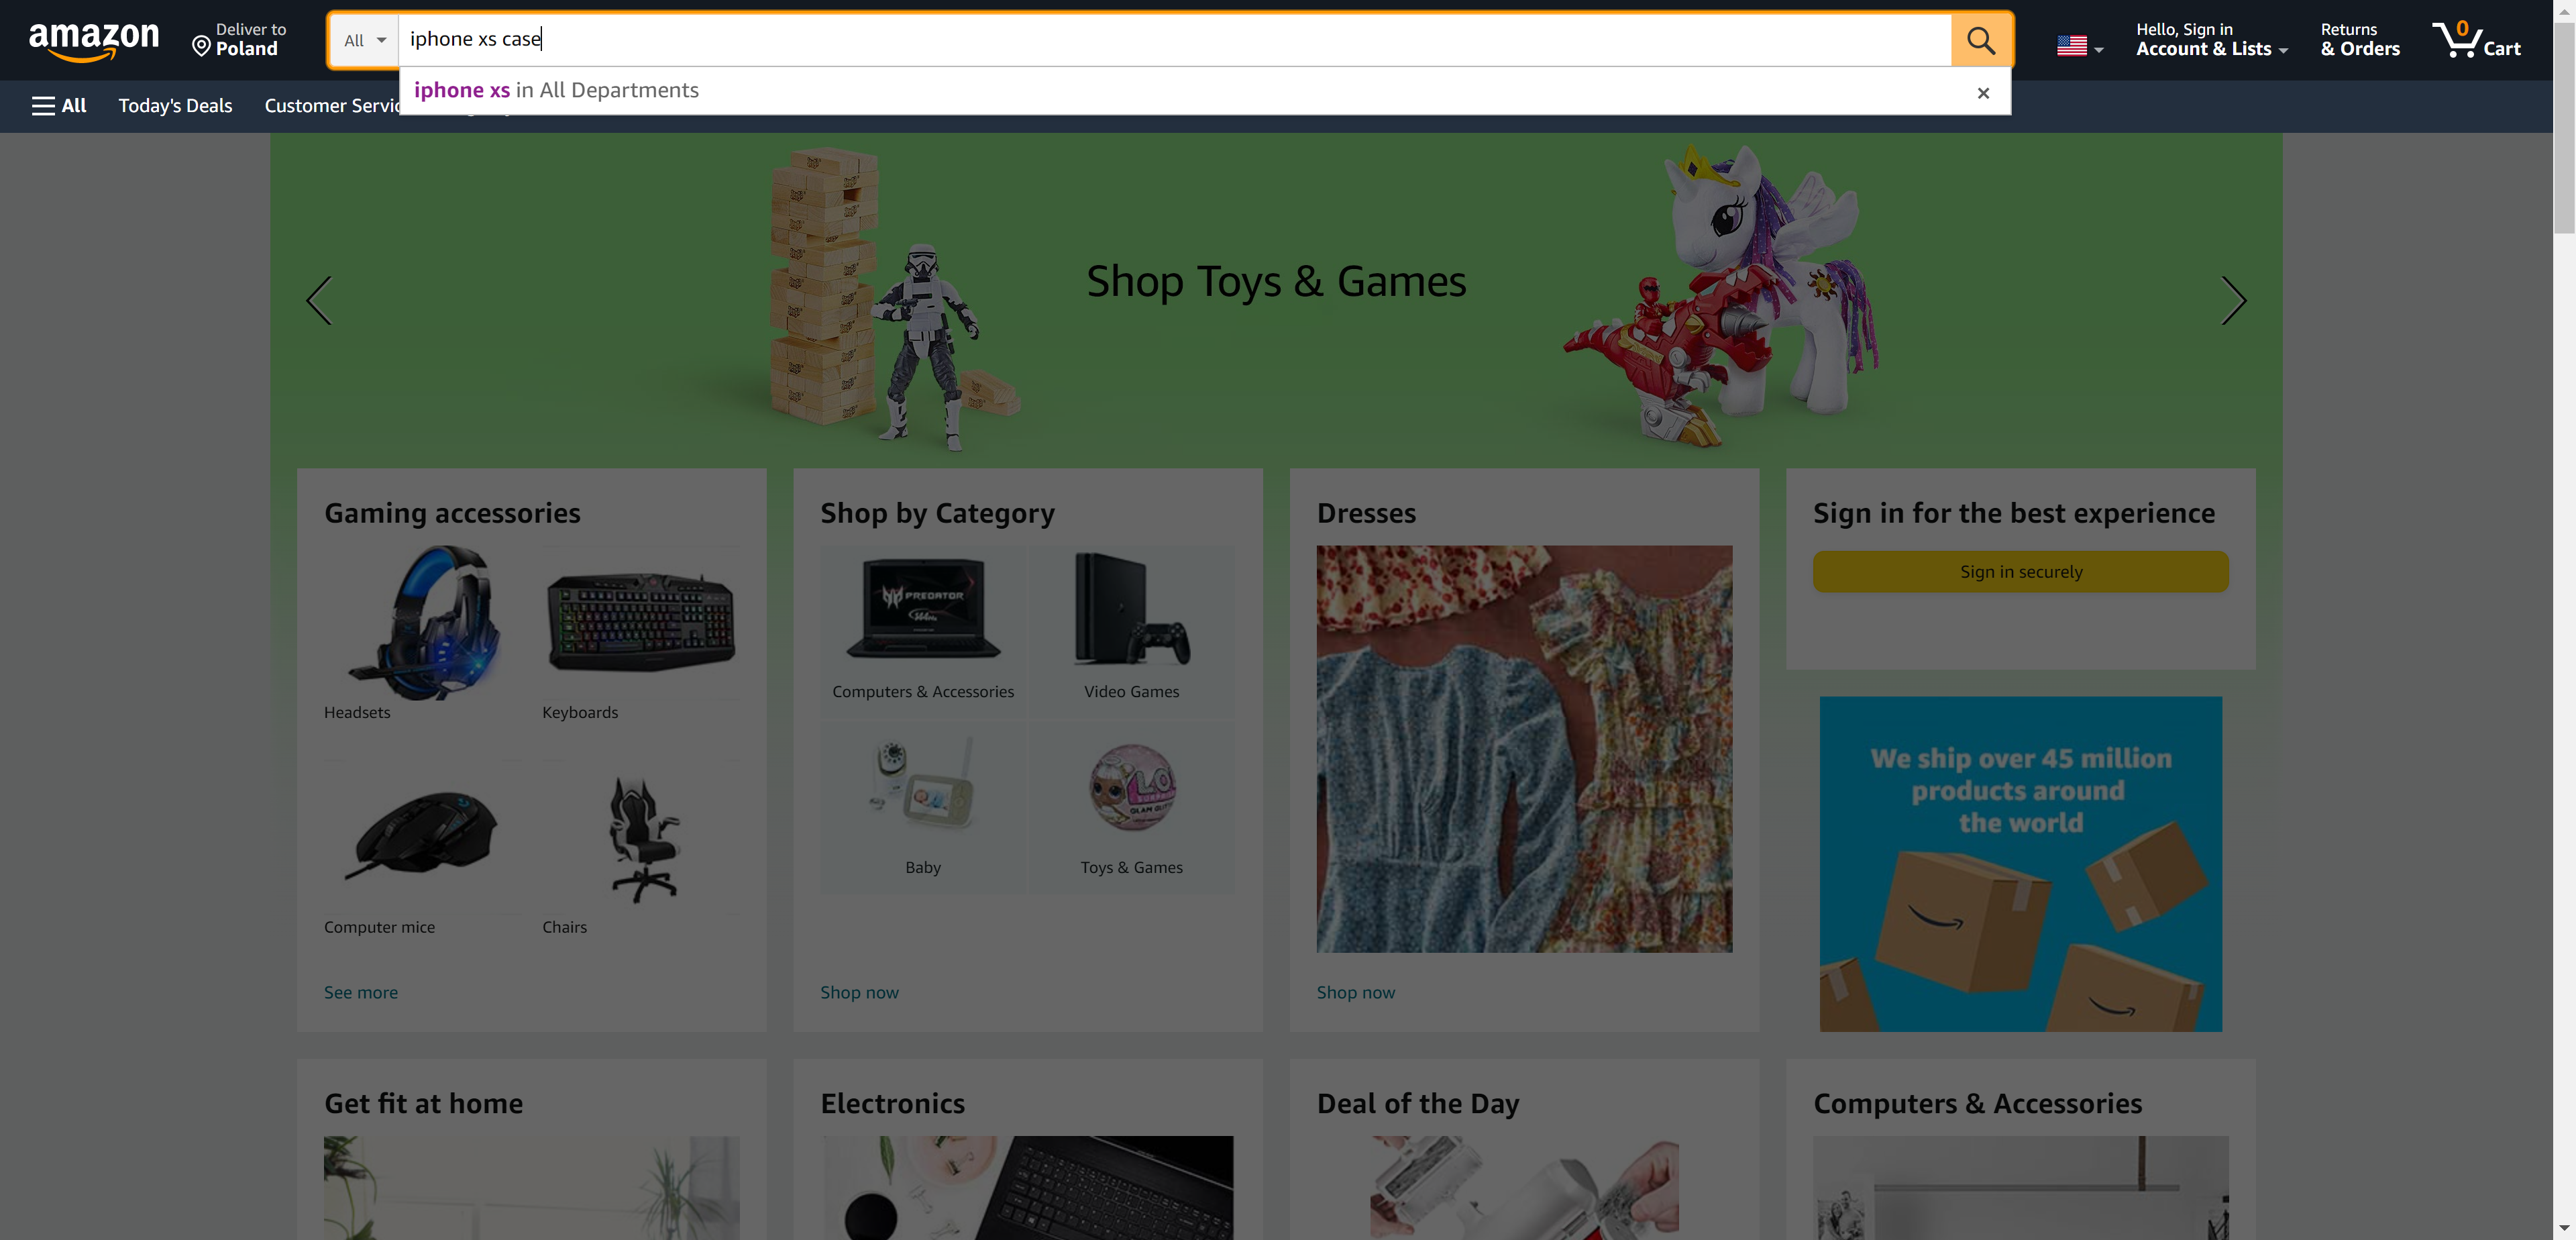 amazon
Deliver to
Poland
All
iphone xs case
Hello, Sign in
Account & Lists
Returns
& Orders
0
Cart
iphone xs in All Departments
All
Today's Deals
Customer Servic
Shop Toys & Games
Gaming accessories
Headsets
Keyboards
Computer mice
Chairs
See more
Shop by Category
PREDATOR
Computers & Accessories
Video Games
Baby
Toys & Games
Shop now
Dresses
Shop now
Sign in for the best experience
Sign in securely
We ship over 45 million
products around
the world
Get fit at home
Electronics
Deal of the Day
Computers & Accessories